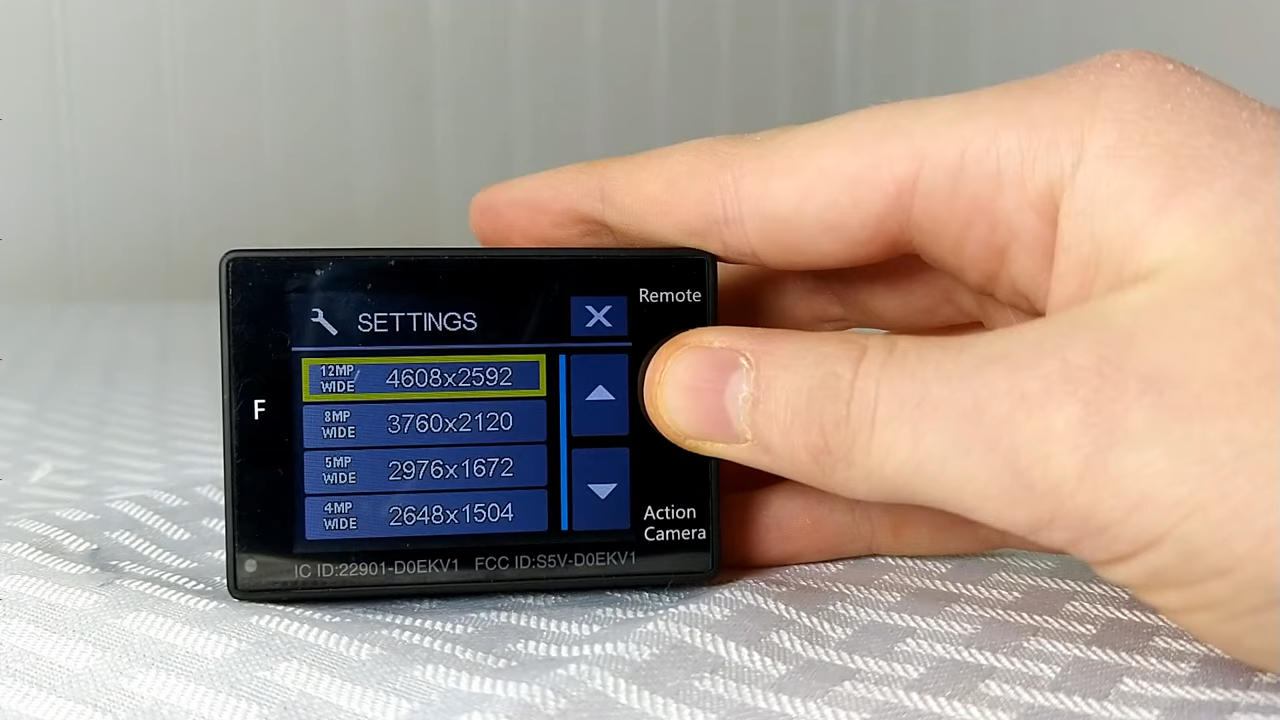 Remote
SETTINGS
12MP WIDE 4608x2592
8MP WIDE 3760x2120
5MP WIDE 2976x1672
4MP WIDE 2648x1504
F
Action
Camera
IC ID:22901-D0EKV1 FCC ID:S5V-D0EKV1